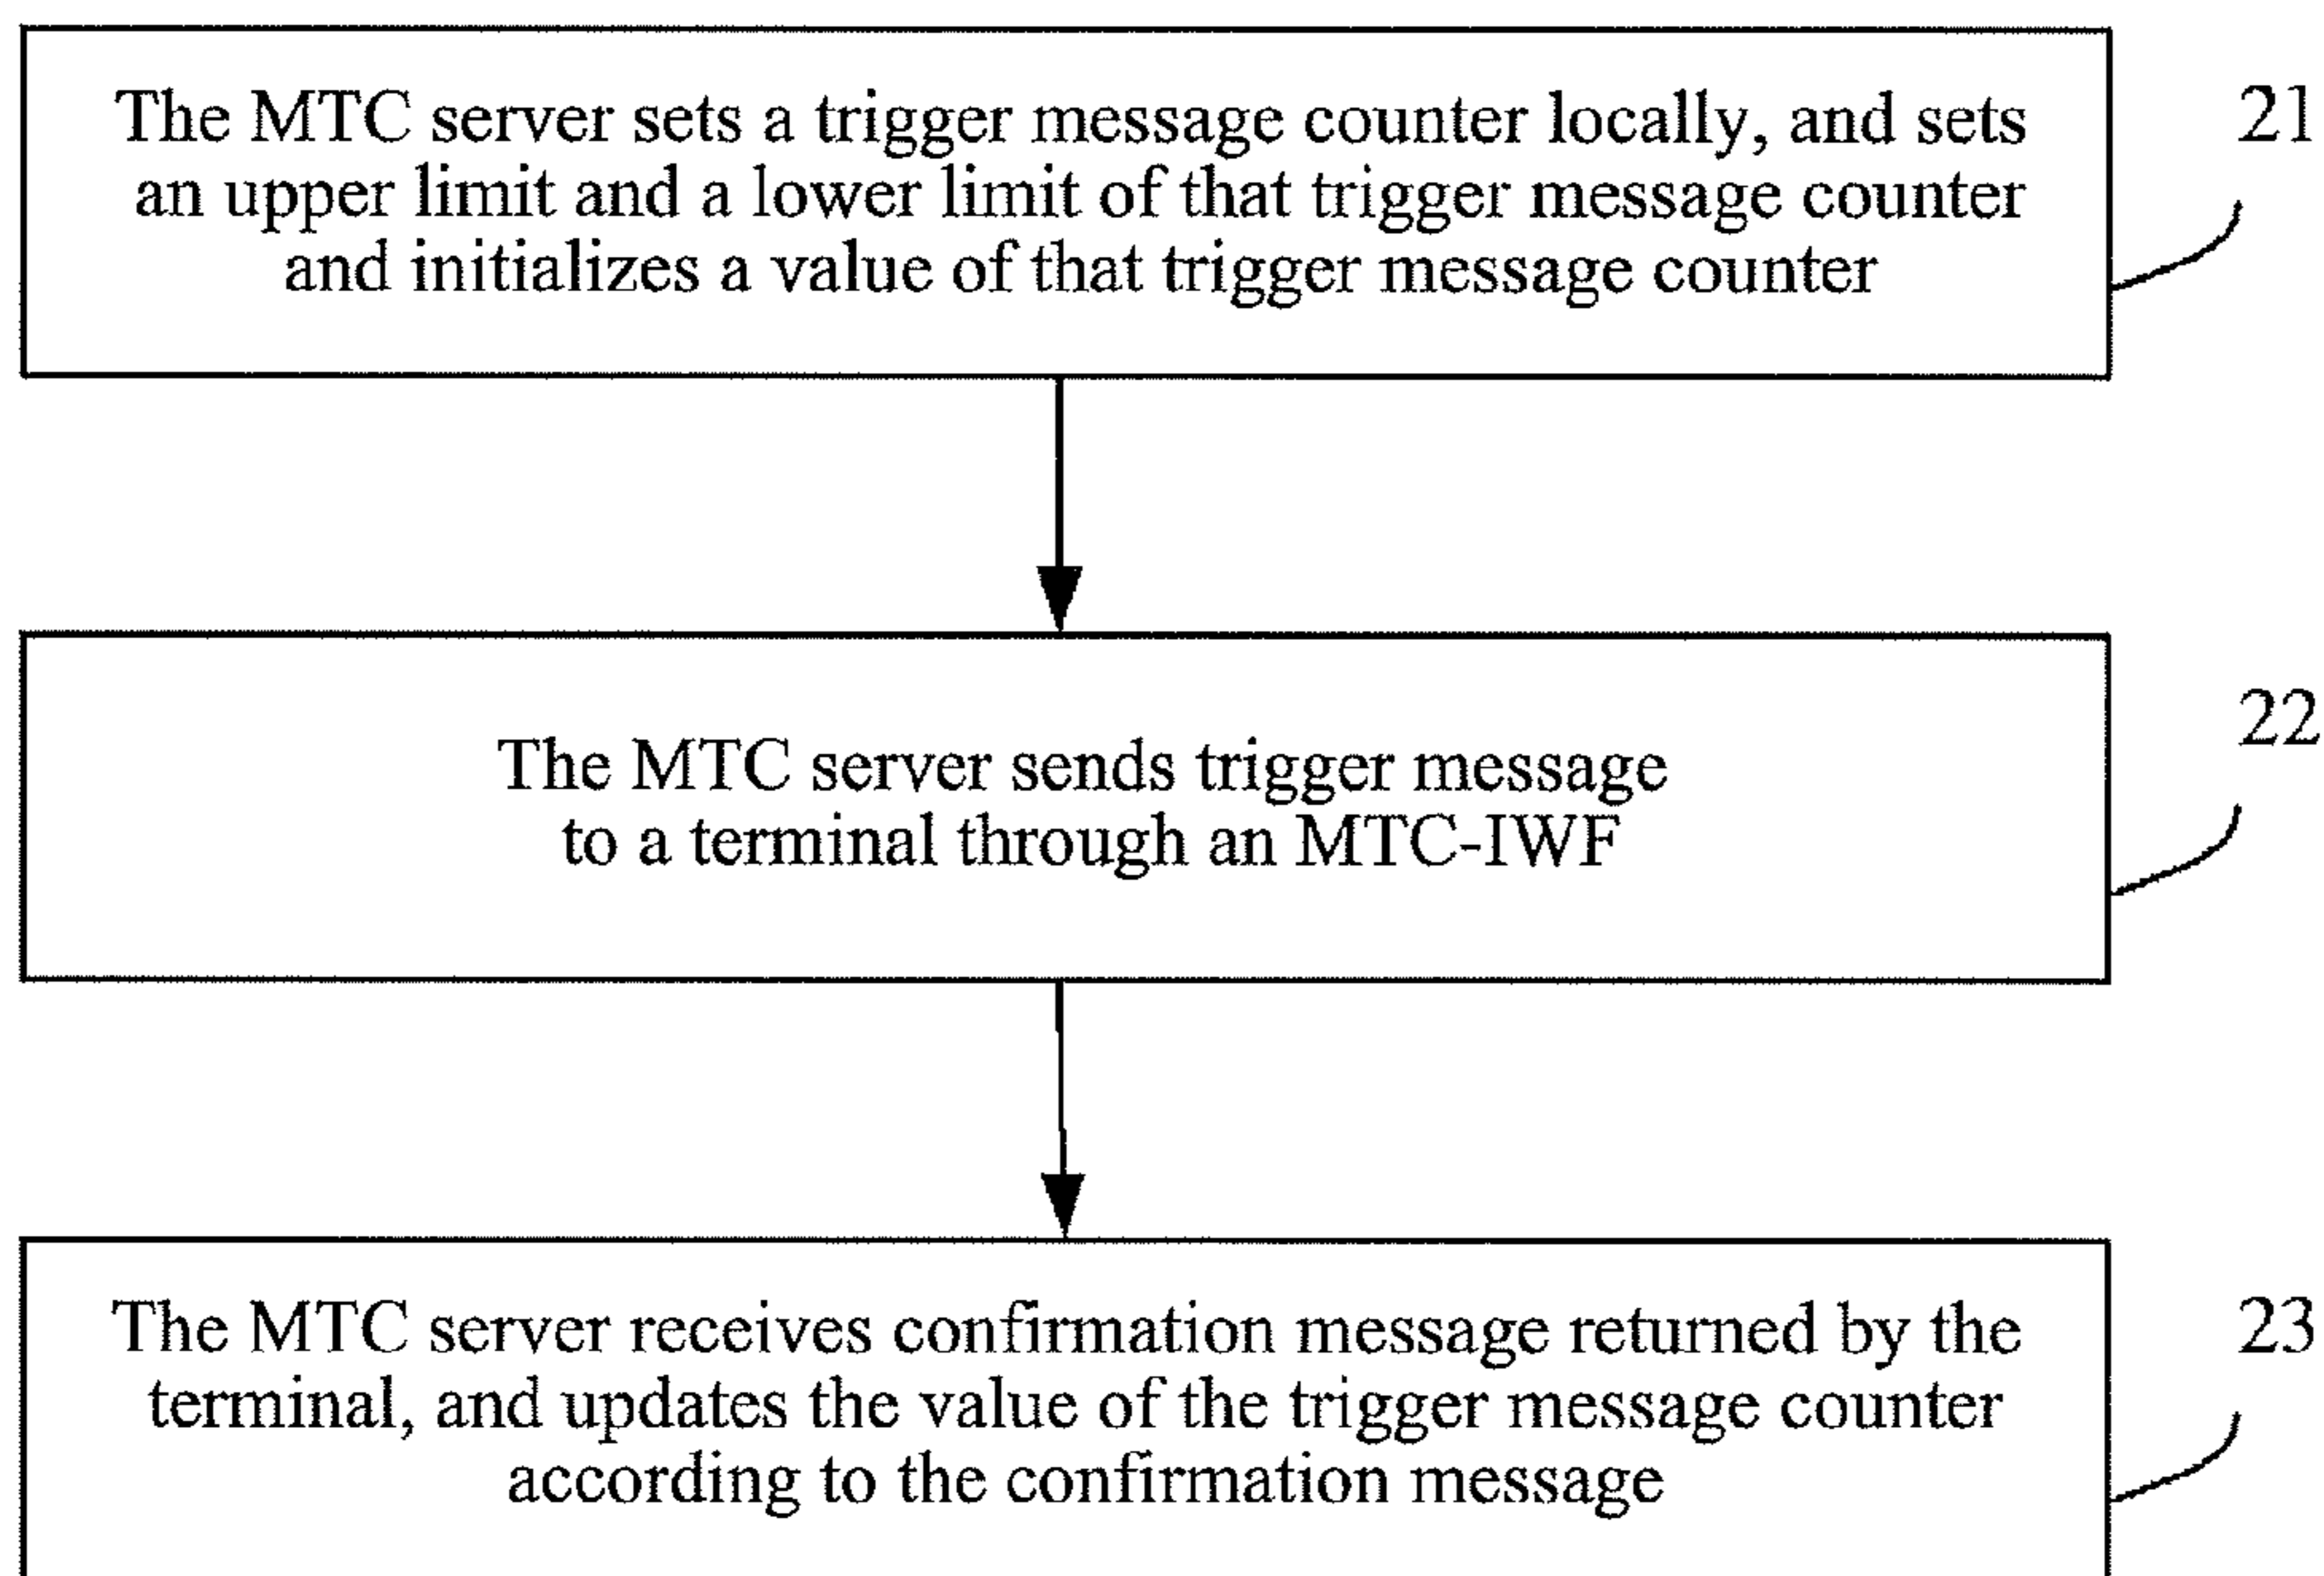 The MTC server sets a trigger message counter locally, and sets
an upper limit and a lower limit of that trigger message counter
and initializes a value of that trigger message counter
21
The MTC server sends trigger message
to a terminal through an MTC-IWF
22
The MTC server receives confirmation message returned by the
terminal, and updates the value of the trigger message counter
according to the confirmation message
23